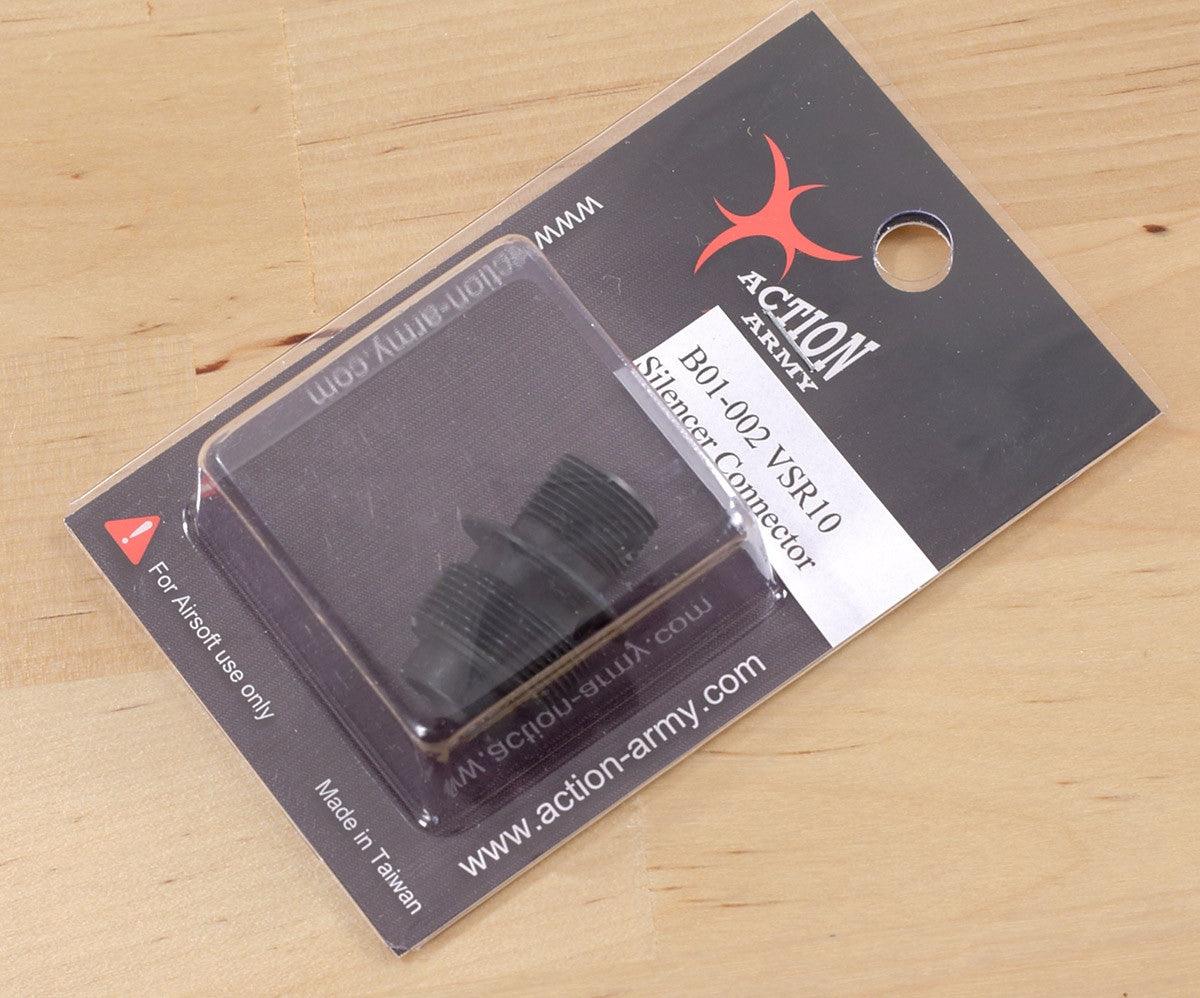 ACTION
ARMY
B01-002 VSR10
Silencer Connector
www
action-army.com
www.action-army.com
w.action-army.com
For Airsoft use only
Made in Taiwan